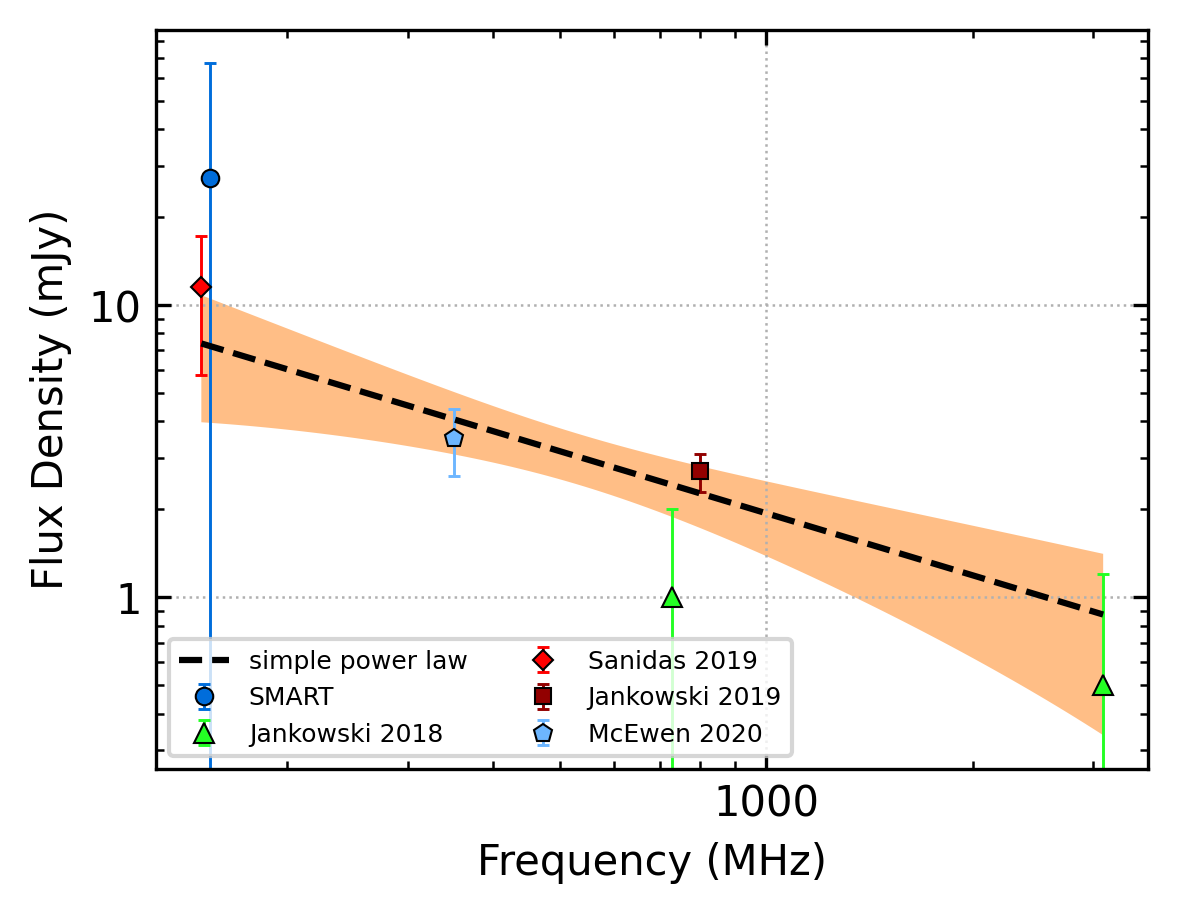 Flux Density (mJy)
10
1
simple power law
SMART
Jankowski 2018
Sanidas 2019
Jankowski 2019
McEwen 2020
1000
Frequency (MHz)